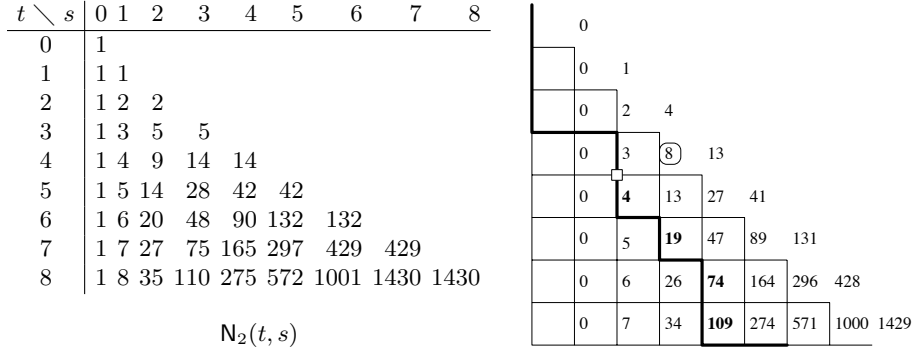 t \ s 0 1 2 3 4 5 6 7 8
0 1
1 1 1
2 1 2 2
3 1 3 5 5
4 1 4 9 14 14
5 1 5 14 28 42 42
6 1 6 20 48 90 132 132
7 1 7 27 75 165 297 429 429
8 1 8 35 110 275 572 1001 1430 1430
N₂(t, s)
0
0 1
0 2 4
0 3 8 13
0 4 13 27 41
0 5 19 47 89 131
0 6 26 74 164 296 428
0 7 34 109 274 571 1000 1429